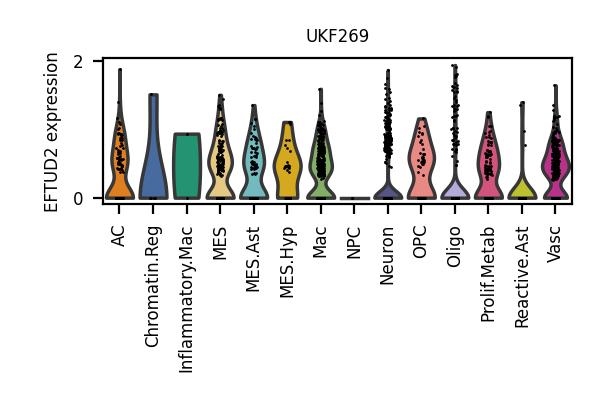 UKF269
EFTUD2 expression
2
0
AC
Chromatin.Reg
Inflammatory.Mac
MES
MES.Ast
MES.Hyp
Mac
NPC
Neuron
OPC
Oligo
Prolif.Metab
Reactive.Ast
Vasc